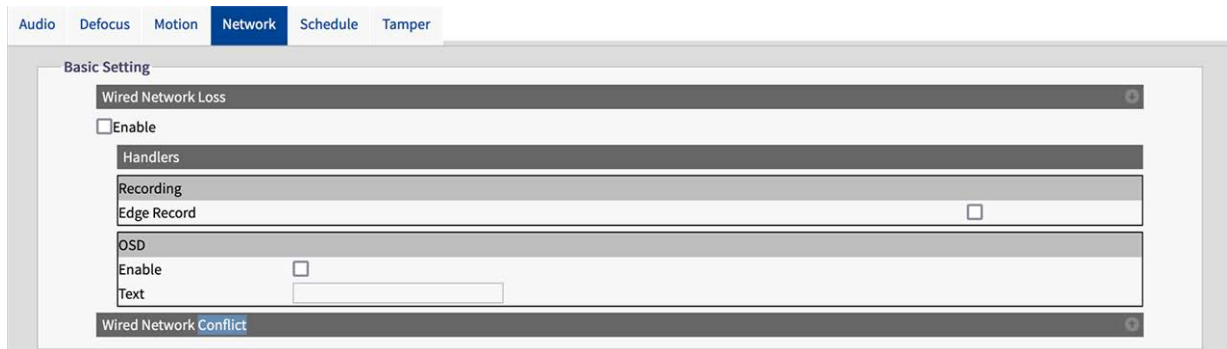 Audio Defocus Motion Network Schedule Tamper
Basic Setting
Wired Network Loss
Enable
Handlers
Recording
Edge Record
OSD
Enable
Text
Wired Network Conflict